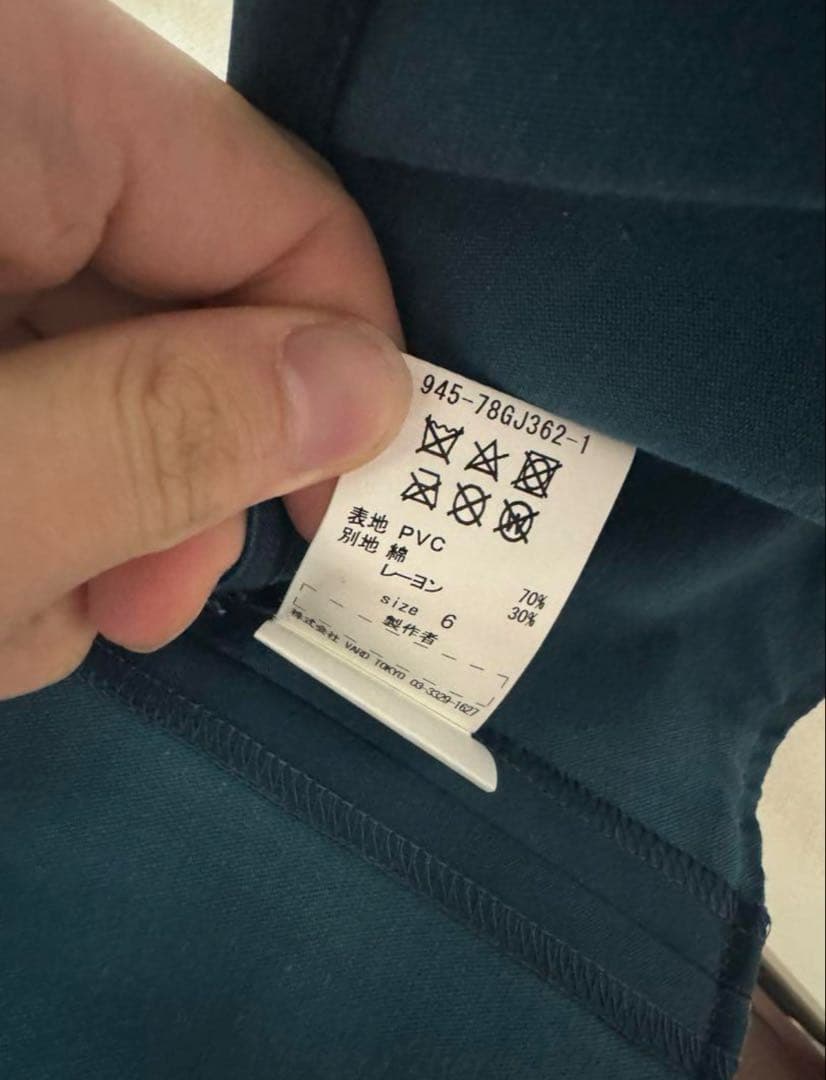 945-78GJ362-1
表地 PVC
別地 綿 70%
レーヨン 30%
size 6
製作者
株式会社 VARD TOKYO 03-3329-1627